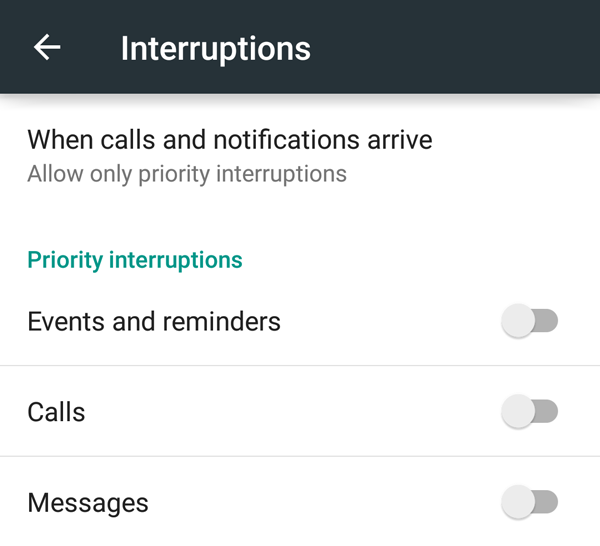 Interruptions
When calls and notifications arrive
Allow only priority interruptions
Priority interruptions
Events and reminders
Calls
Messages